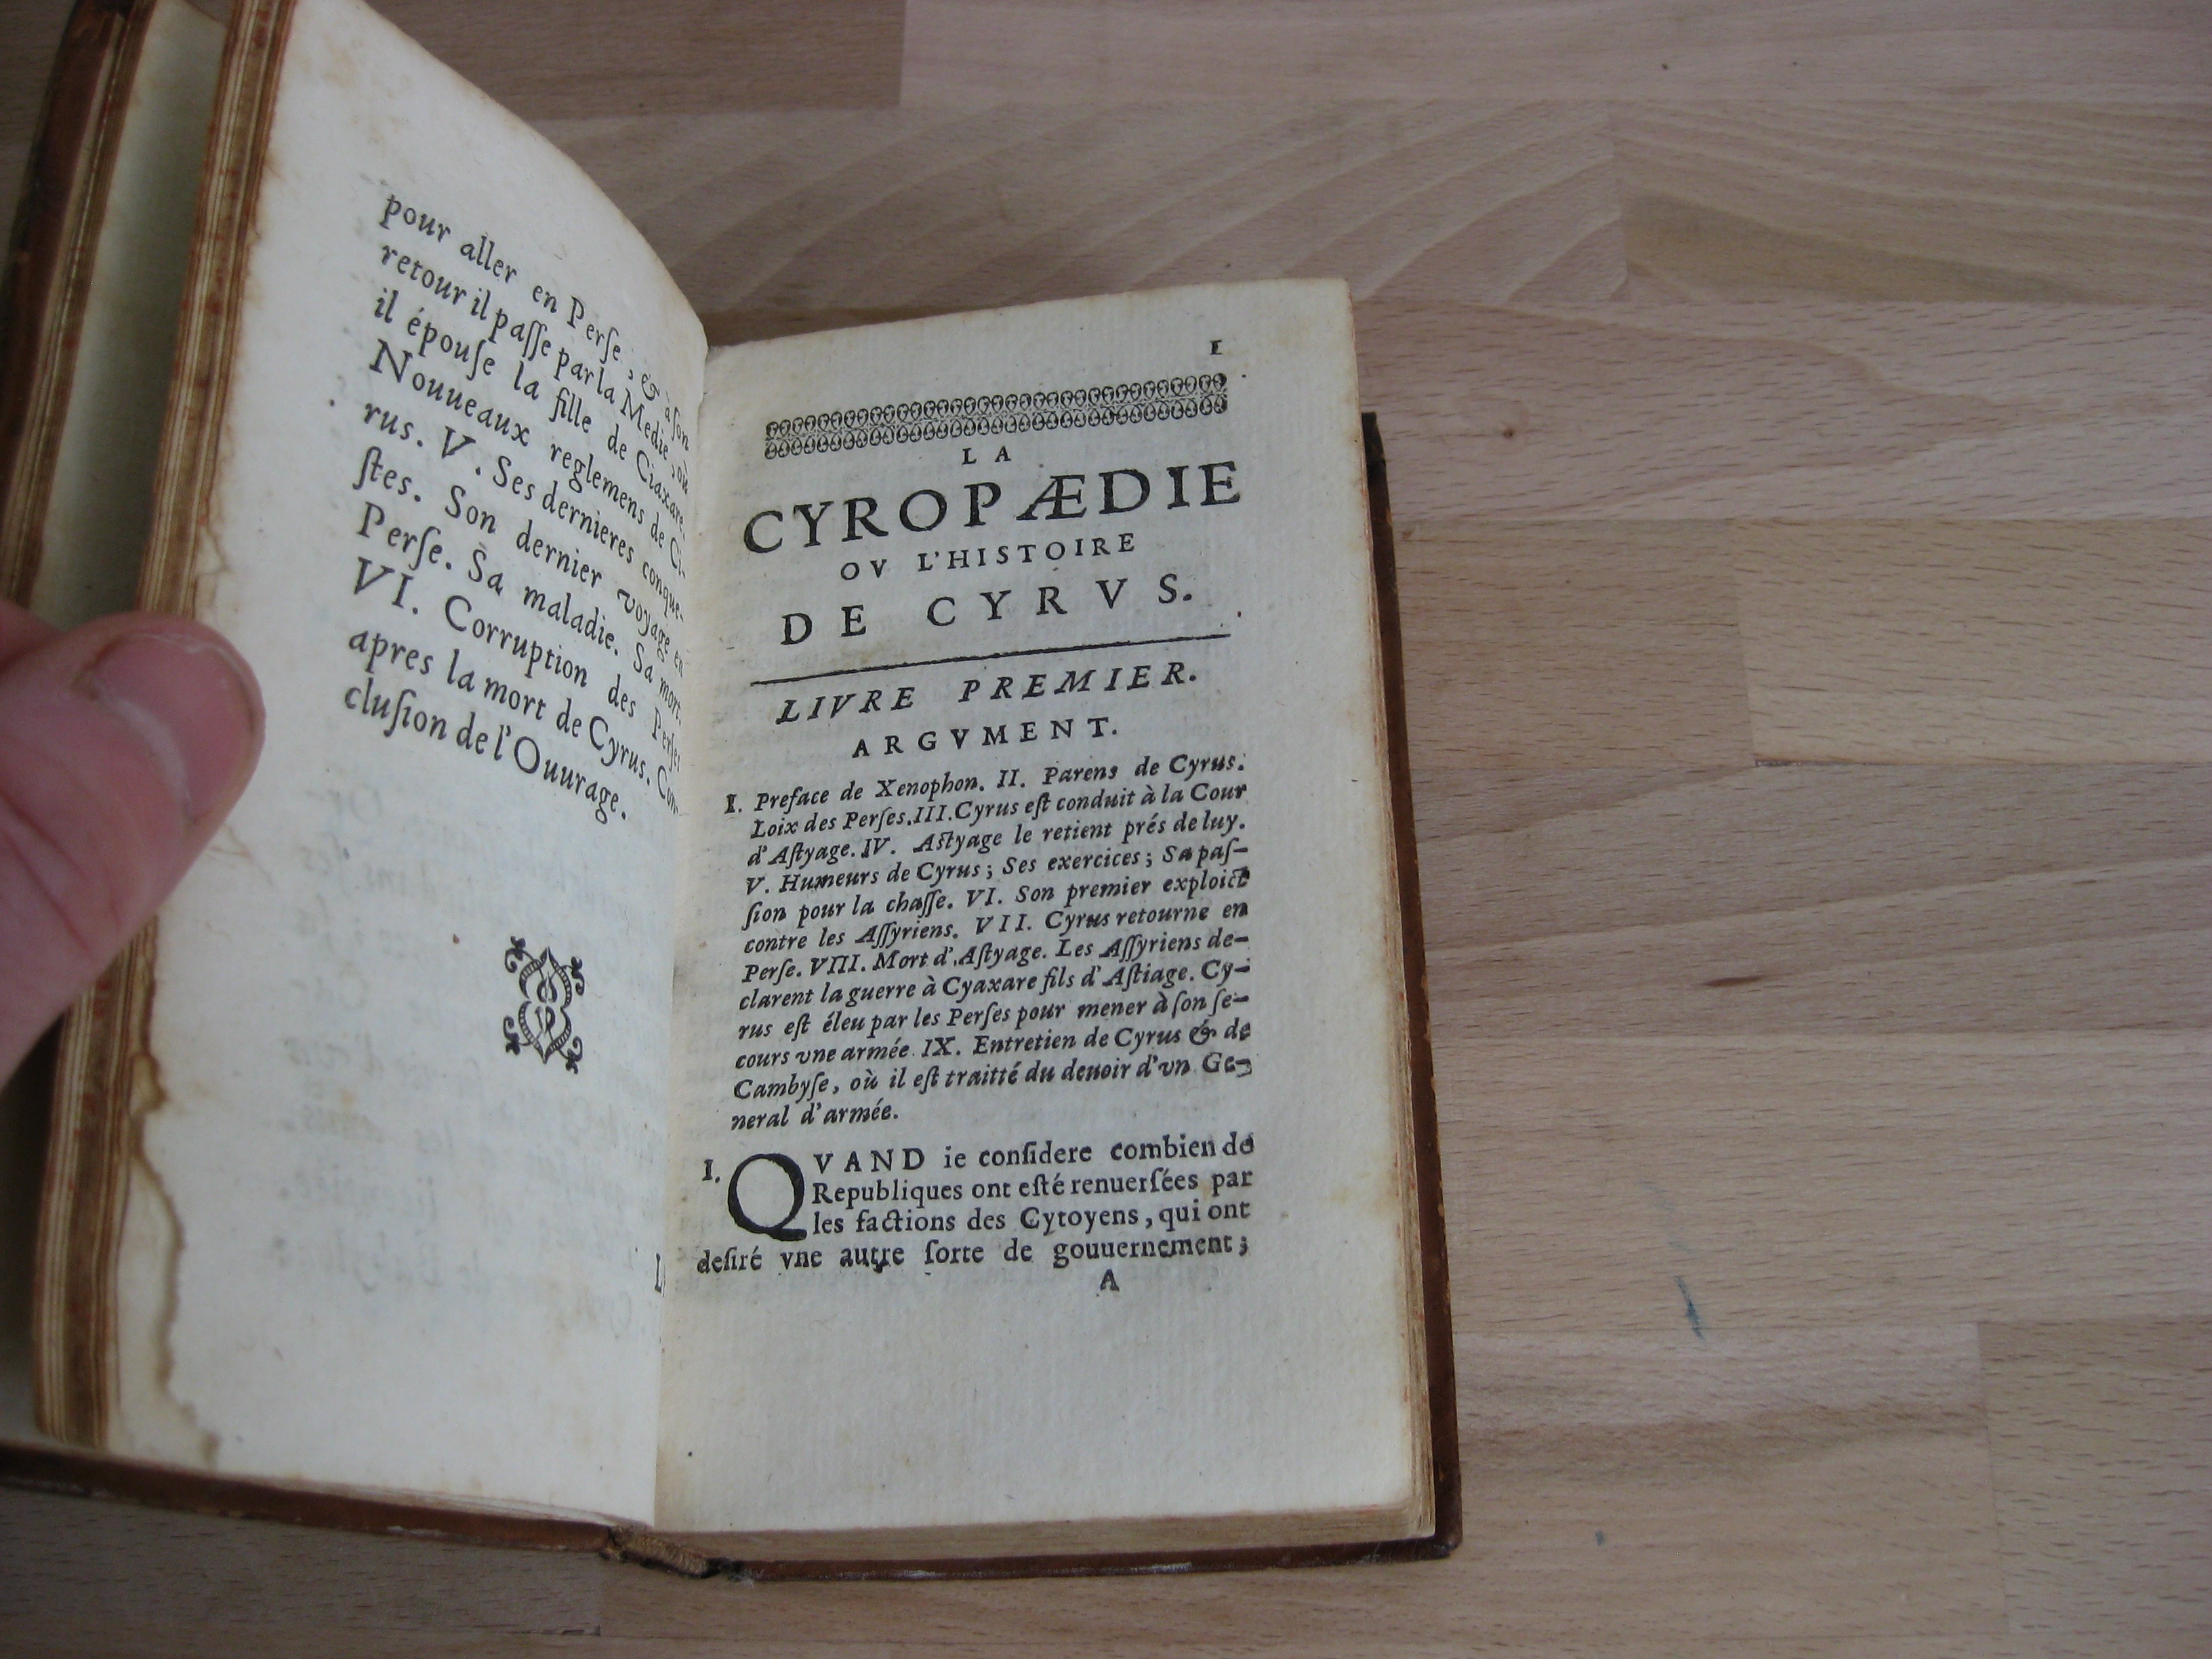 pour aller en Perſe ; & à ſon
retour il paſſe par la Medie, où
il épouſe la fille de Ciaxare.
Nouueaux reglemens de Ci-
rus. V. Ses dernieres conque-
ſtes. Son dernier voyage en
Perſe. Sa maladie. Sa mort.
VI. Corruption des Perſes
apres la mort de Cyrus. Con-
cluſion de l'Ouurage.
1
LA
CYROPÆDIE
OV L'HISTOIRE
DE CYRVS.
LIVRE PREMIER.
ARGVMENT.
I. Preface de Xenophon. II. Parens de Cyrus.
Loix des Perſes. III. Cyrus eſt conduit à la Cour
d'Aſtyage. IV. Aſtyage le retient prés de luy.
V. Humeurs de Cyrus ; Ses exercices ; Sa paſ-
ſion pour la chaſſe. VI. Son premier exploict
contre les Aſſyriens. VII. Cyrus retourne en
Perſe. VIII. Mort d'Aſtyage. Les Aſſyriens de-
clarent la guerre à Cyaxare fils d'Aſtiage. Cy-
rus eſt éleu par les Perſes pour mener à ſon ſe-
cours vne armée. IX. Entretien de Cyrus & de
Cambyſe, où il eſt traitté du deuoir d'vn Ge-
neral d'armée.
I. QVAND ie conſidere combien de
Republiques ont eſté renuerſées par
les factions des Cytoyens, qui ont
deſiré vne autre ſorte de gouuernement ;
A